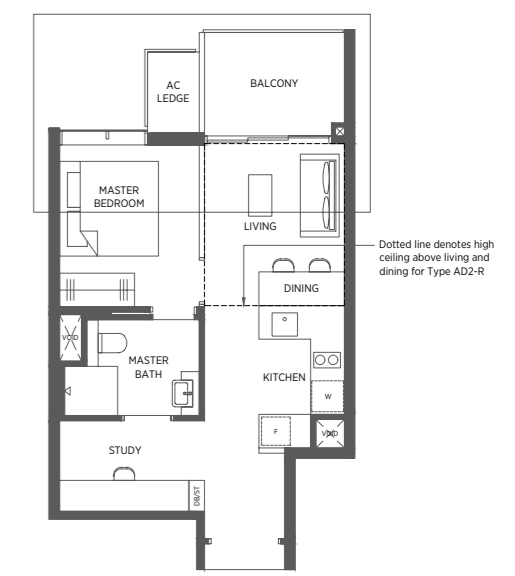 AC
LEDGE
BALCONY
MASTER
BEDROOM
LIVING
Dotted line denotes high
ceiling above living and
dining for Type AD2-R
DINING
VOID
MASTER
BATH
KITCHEN
W
F
VOID
STUDY
DB/ST